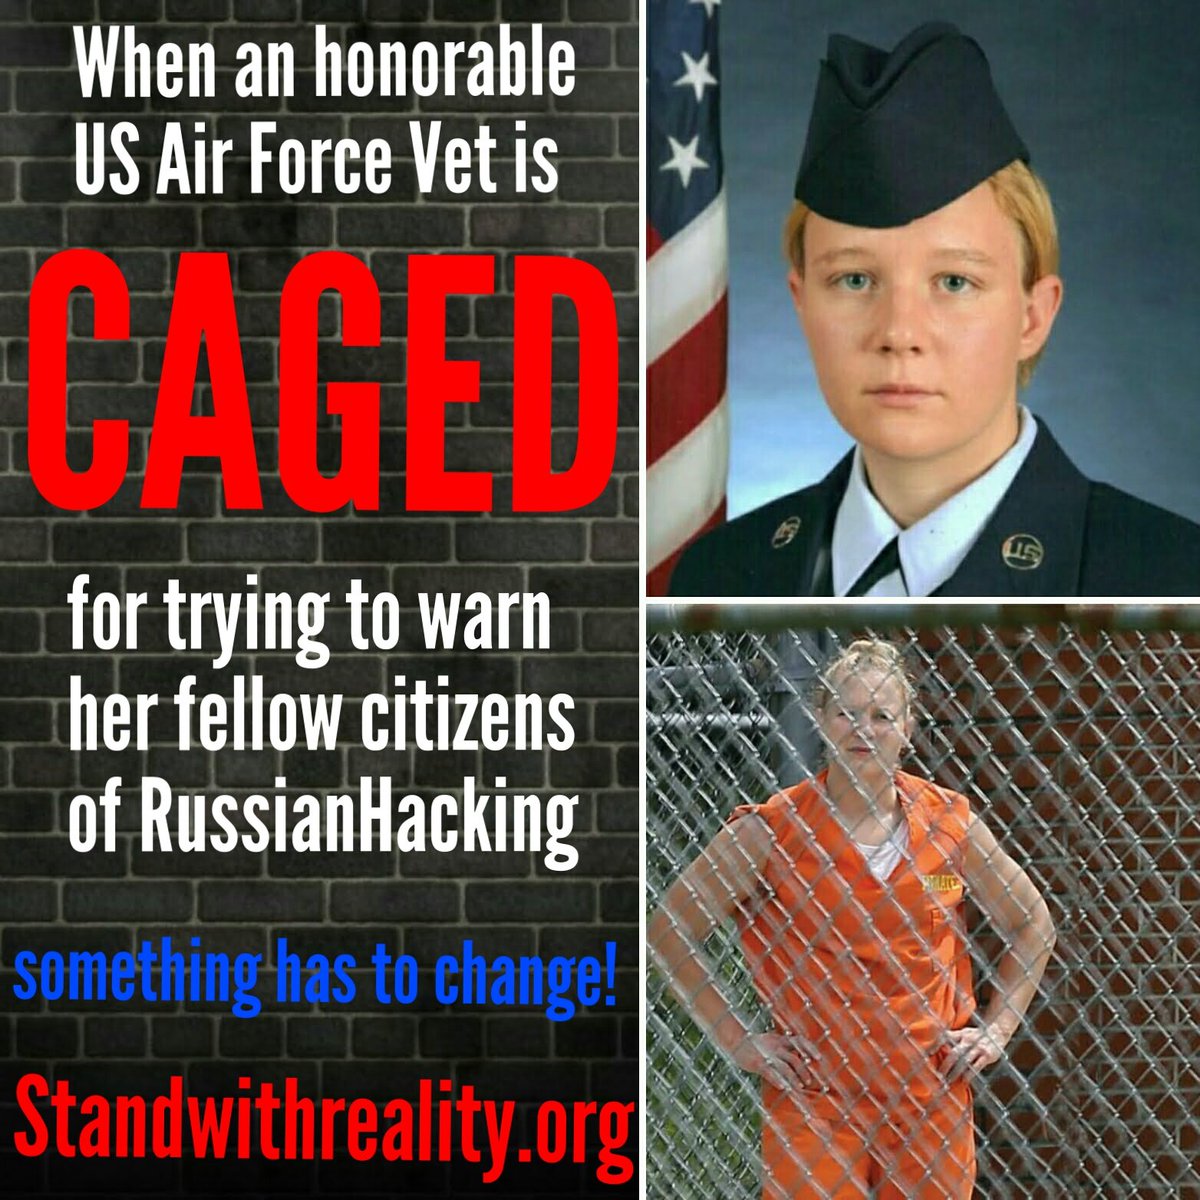 When an honorable
US Air Force Vet is
CAGED
for trying to warn
her fellow citizens
of RussianHacking
something has to change!
Standwithreality.org
U.S.